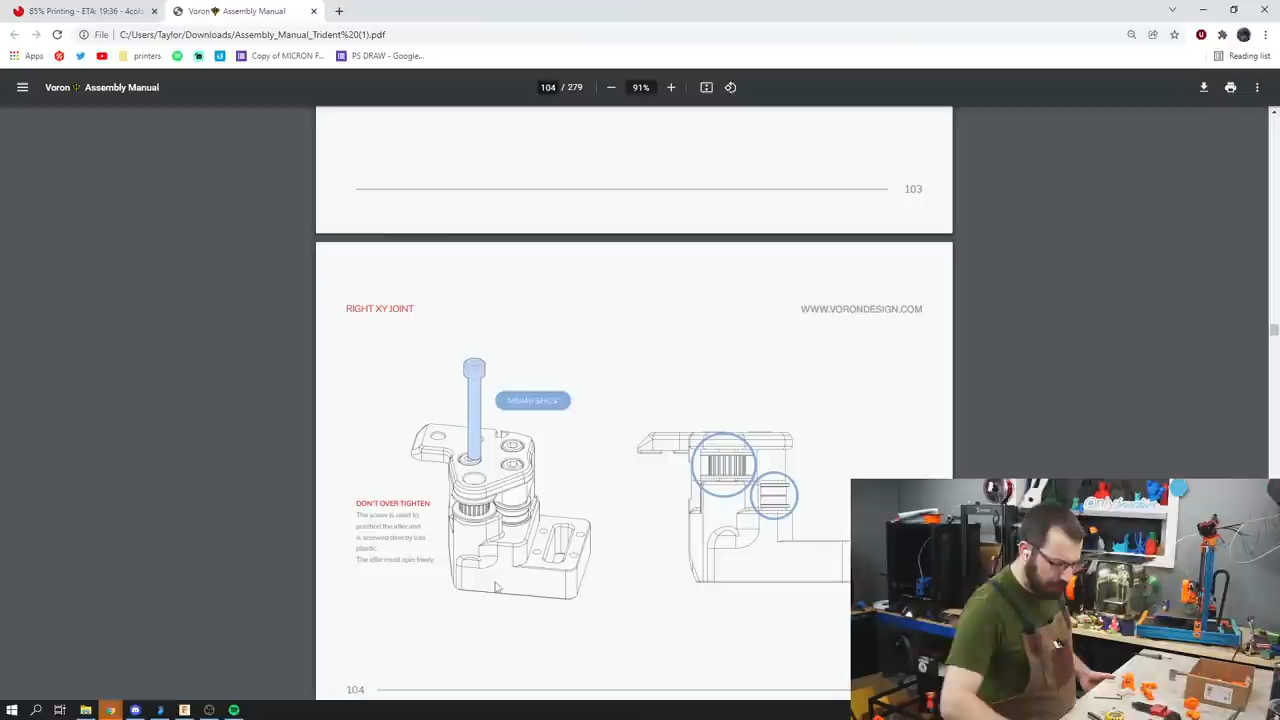 85% Printing - ETA: 19:36 - 4colo
Voron Assembly Manual
File
C:/Users/Taylor/Downloads/Assembly_Manual_Trident%20(1).pdf
Apps
printers
Copy of MICRON F...
PS DRAW - Google...
Reading list
Voron Assembly Manual
104 / 279
91%
103
RIGHT XY JOINT
WWW.VORONDESIGN.COM
DON'T OVER TIGHTEN
The screw is used to
position the idler and
is screwed directly into
plastic.
The idler must spin freely
104